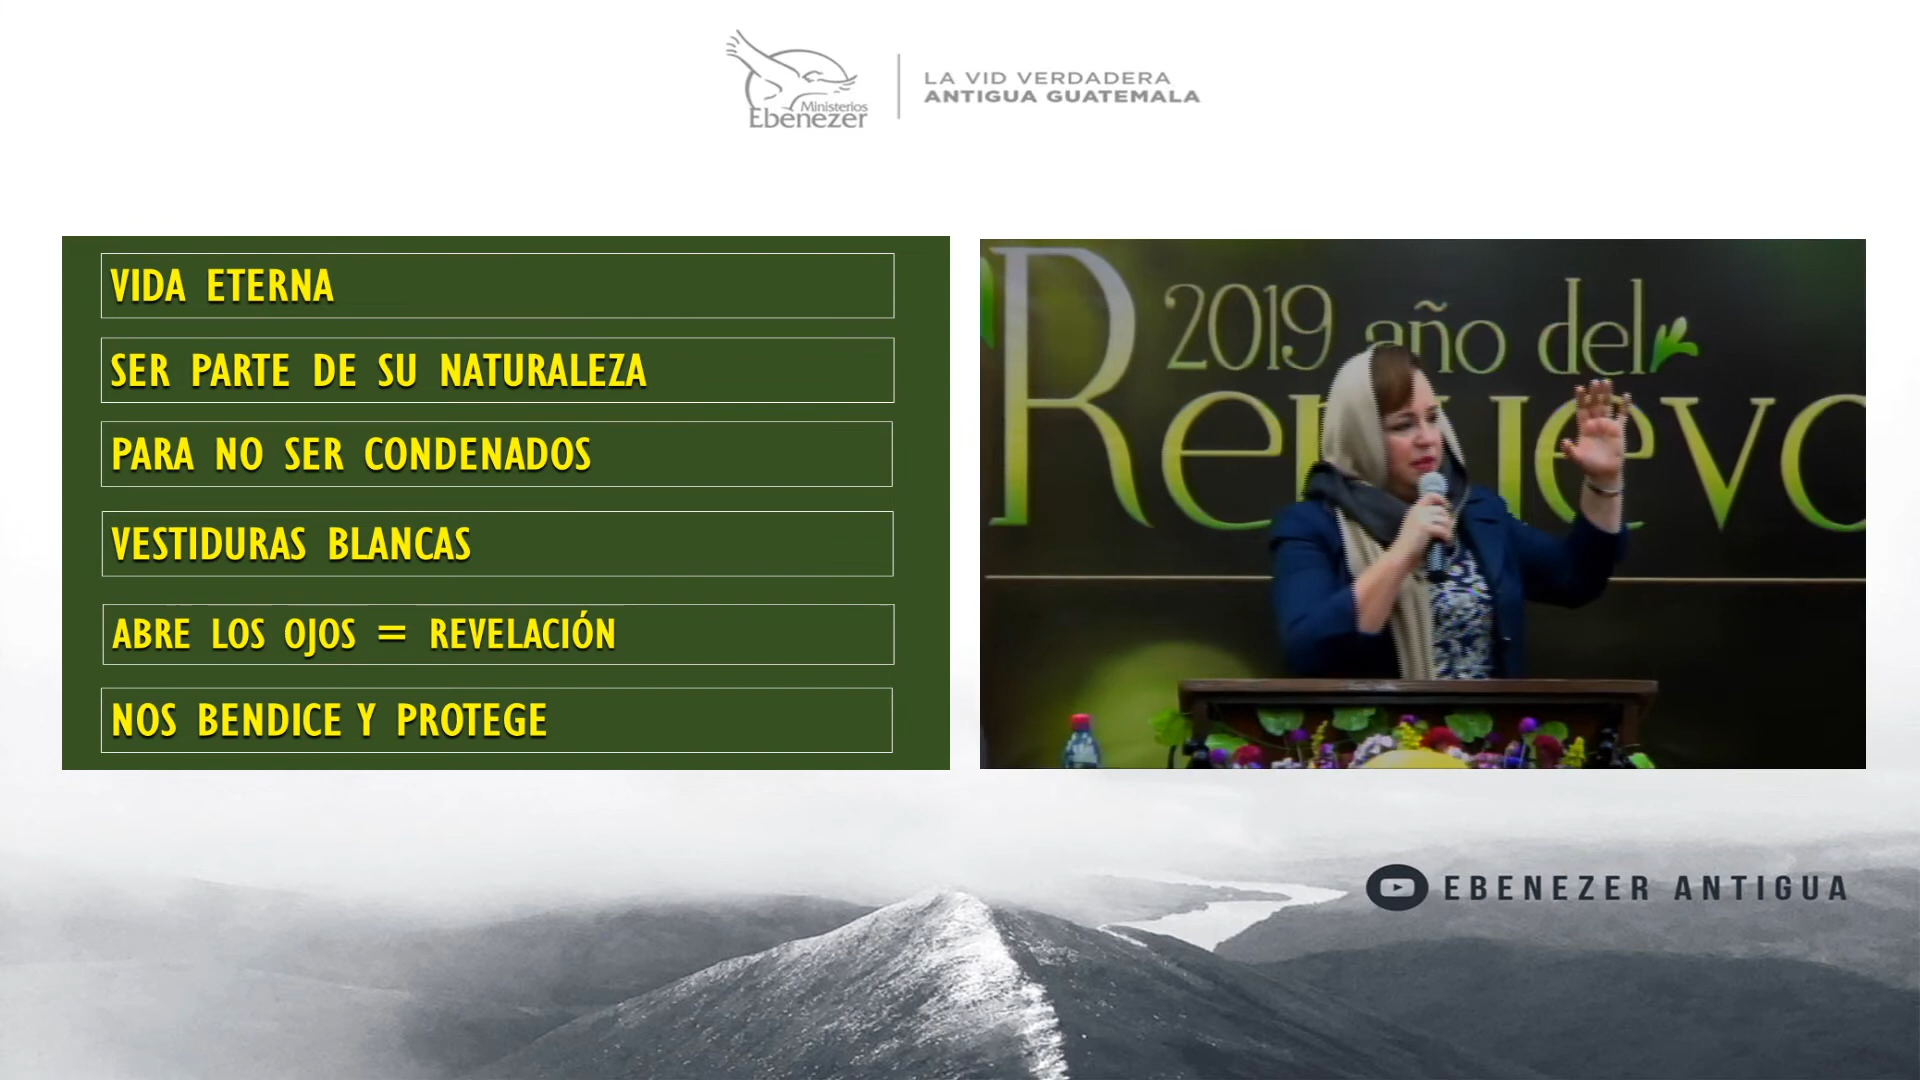 Ministerios
Ebenezer
LA VID VERDADERA
ANTIGUA GUATEMALA
VIDA ETERNA
SER PARTE DE SU NATURALEZA
PARA NO SER CONDENADOS
VESTIDURAS BLANCAS
ABRE LOS OJOS = REVELACIÓN
NOS BENDICE Y PROTEGE
2019 año del
Renuevo
EBENEZER ANTIGUA